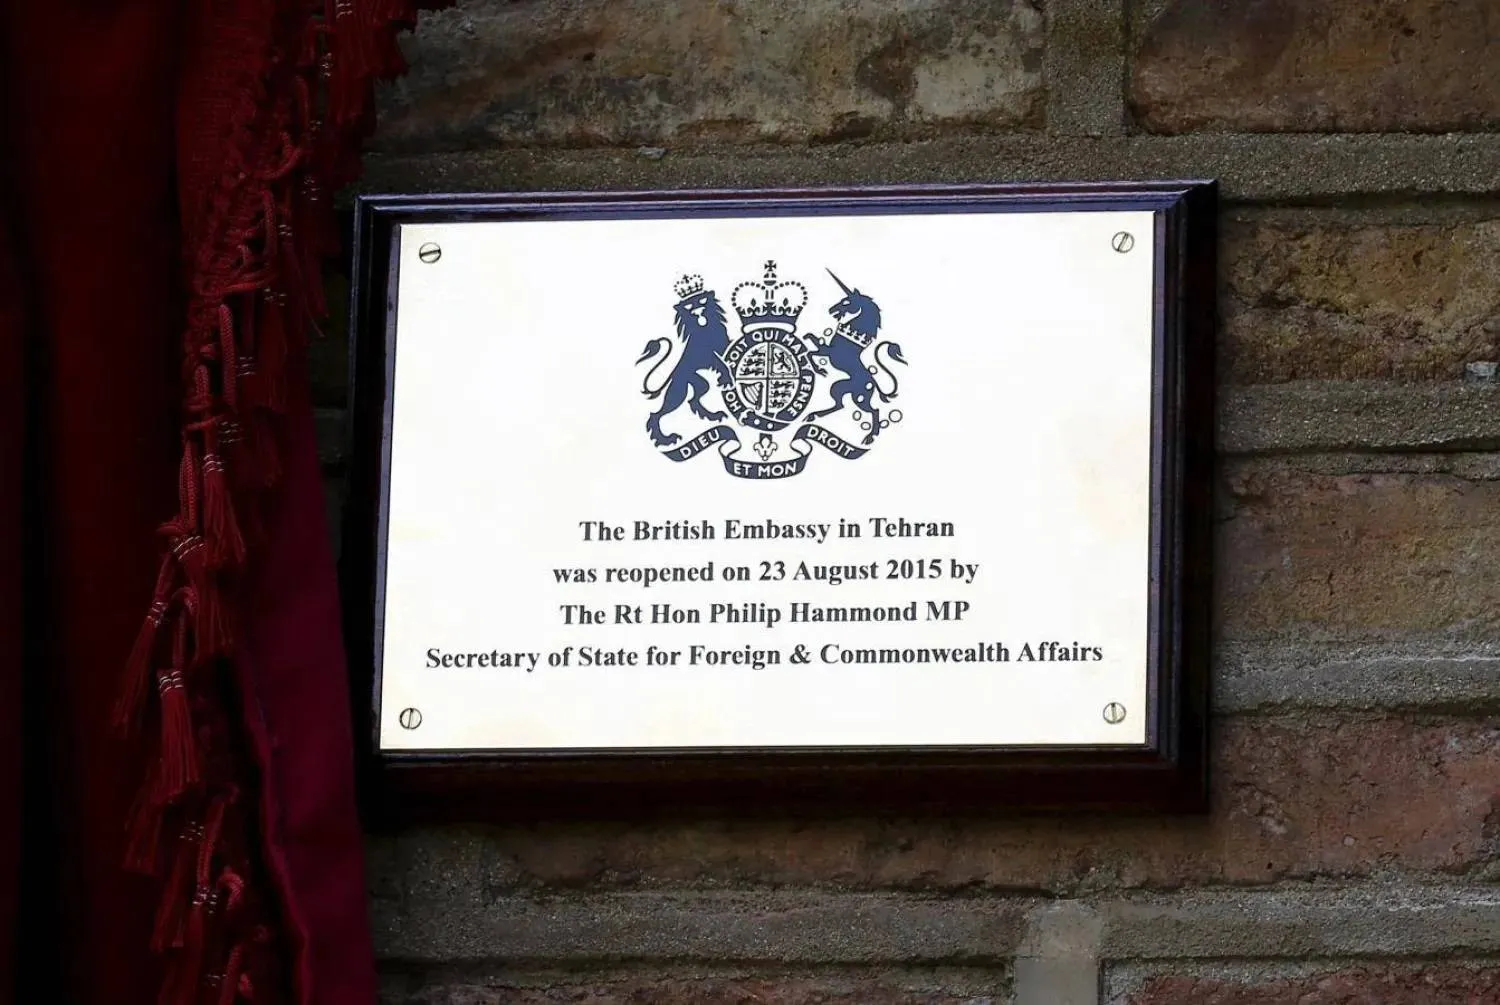 HONI SOIT QUI MAL Y PENSE
DIEU ET MON DROIT
The British Embassy in Tehran
was reopened on 23 August 2015 by
The Rt Hon Philip Hammond MP
Secretary of State for Foreign & Commonwealth Affairs